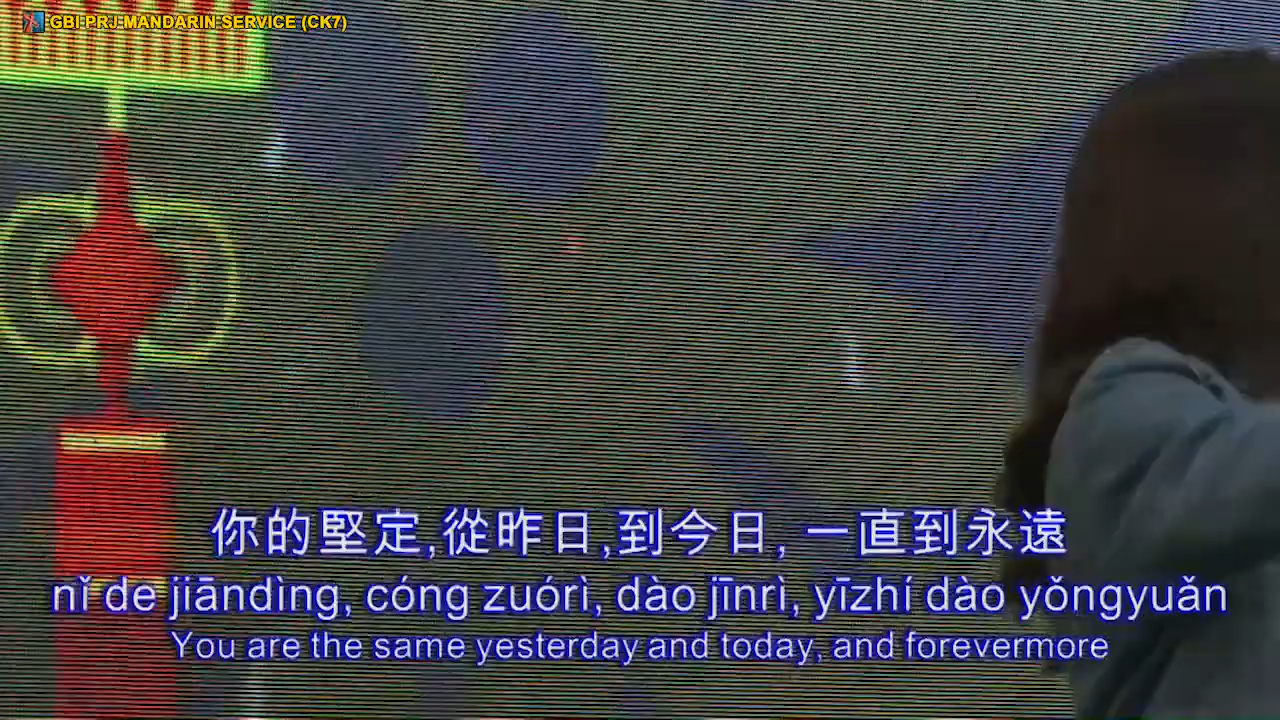 GBI PRJ MANDARIN SERVICE (CK7)
你的堅定,從昨日,到今日, 一直到永遠
nǐ de jiāndìng, cóng zuórì, dào jīnrì, yīzhí dào yǒngyuǎn
You are the same yesterday and today, and forevermore